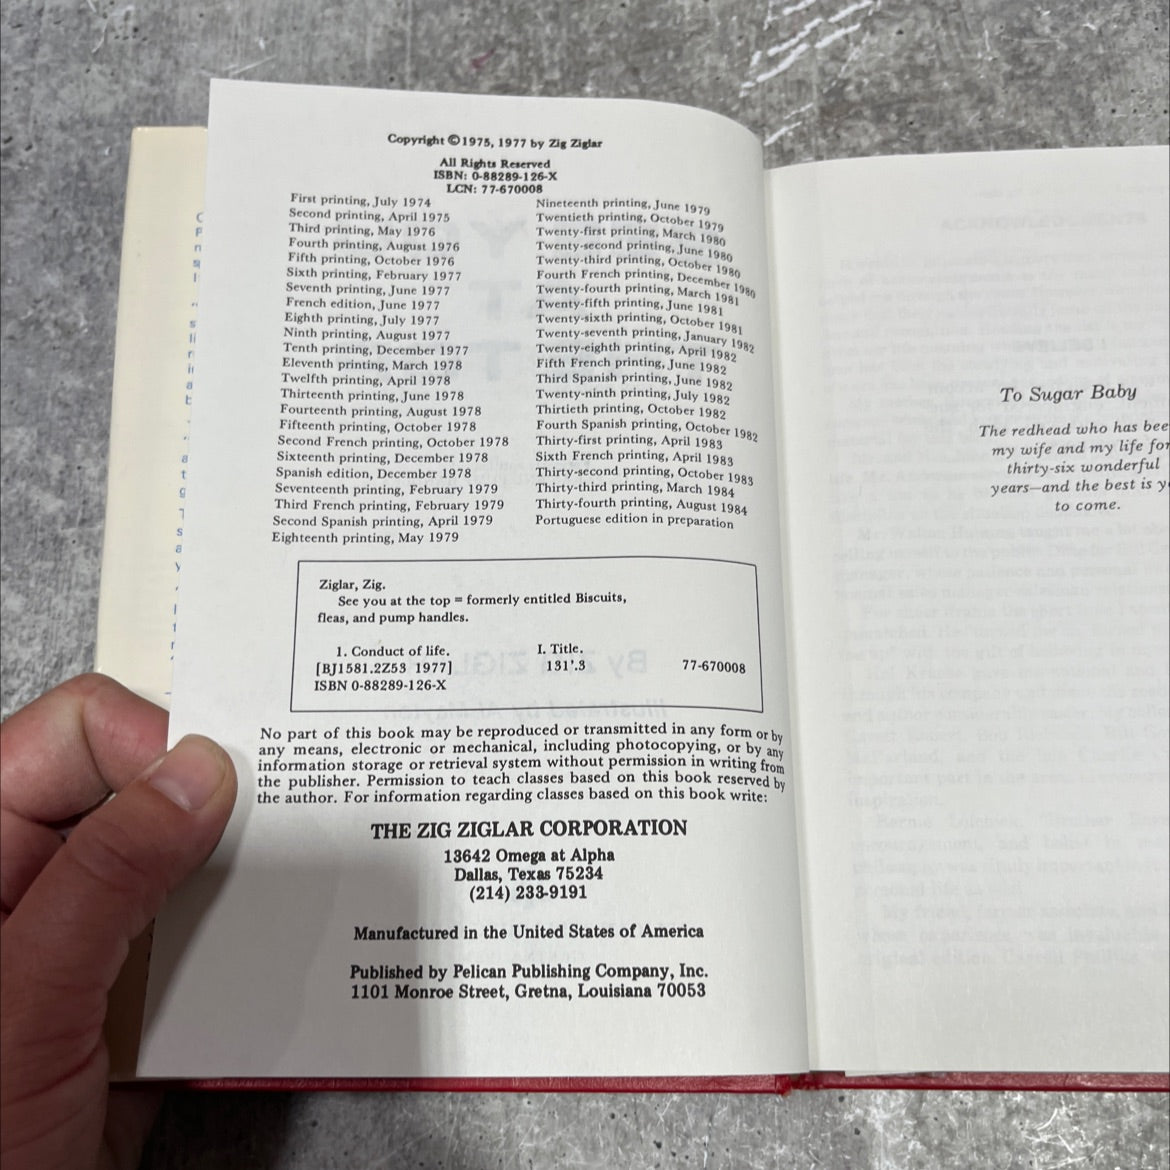 Copyright ©1975, 1977 by Zig Ziglar
All Rights Reserved
ISBN: 0-88289-126-X
LCN: 77-670008
First printing, July 1974
Second printing, April 1975
Third printing, May 1976
Fourth printing, August 1976
Fifth printing, October 1976
Sixth printing, February 1977
Seventh printing, June 1977
French edition, June 1977
Eighth printing, July 1977
Ninth printing, August 1977
Tenth printing, December 1977
Eleventh printing, March 1978
Twelfth printing, April 1978
Thirteenth printing, June 1978
Fourteenth printing, August 1978
Fifteenth printing, October 1978
Second French printing, October 1978
Sixteenth printing, December 1978
Spanish edition, December 1978
Seventeenth printing, February 1979
Third French printing, February 1979
Second Spanish printing, April 1979
Eighteenth printing, May 1979
Nineteenth printing, June 1979
Twentieth printing, October 1979
Twenty-first printing, March 1980
Twenty-second printing, June 1980
Twenty-third printing, October 1980
Fourth French printing, December 1980
Twenty-fourth printing, March 1981
Twenty-fifth printing, June 1981
Twenty-sixth printing, October 1981
Twenty-seventh printing, January 1982
Twenty-eighth printing, April 1982
Fifth French printing, June 1982
Third Spanish printing, June 1982
Twenty-ninth printing, July 1982
Thirtieth printing, October 1982
Fourth Spanish printing, October 1982
Thirty-first printing, April 1983
Sixth French printing, April 1983
Thirty-second printing, October 1983
Thirty-third printing, March 1984
Thirty-fourth printing, August 1984
Portuguese edition in preparation
Ziglar, Zig.
See you at the top = formerly entitled Biscuits,
fleas, and pump handles.
1. Conduct of life. I. Title.
[BJ1581.2Z53 1977] 131'.3 77-670008
ISBN 0-88289-126-X
No part of this book may be reproduced or transmitted in any form or by
any means, electronic or mechanical, including photocopying, or by any
information storage or retrieval system without permission in writing from
the publisher. Permission to teach classes based on this book reserved by
the author. For information regarding classes based on this book write:
THE ZIG ZIGLAR CORPORATION
13642 Omega at Alpha
Dallas, Texas 75234
(214) 233-9191
Manufactured in the United States of America
Published by Pelican Publishing Company, Inc.
1101 Monroe Street, Gretna, Louisiana 70053
To Sugar Baby
The redhead who has bee
my wife and my life for
thirty-six wonderful
years—and the best is y
to come.